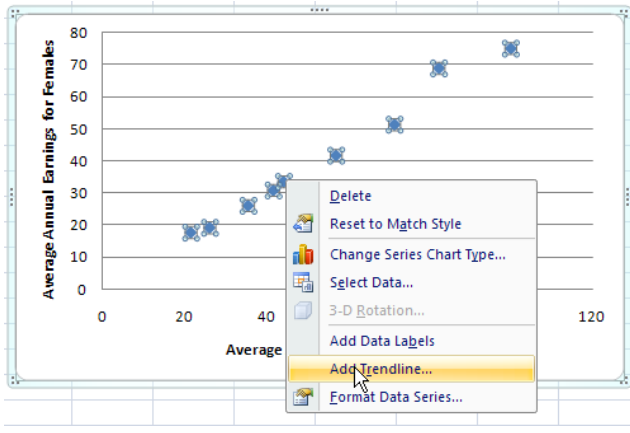 Average Annual Earnings for Females
80
70
60
50
40
30
20
10
0
0 20 40 120
Average
Delete
Reset to Match Style
Change Series Chart Type...
Select Data...
3-D Rotation...
Add Data Labels
Add Trendline...
Format Data Series...